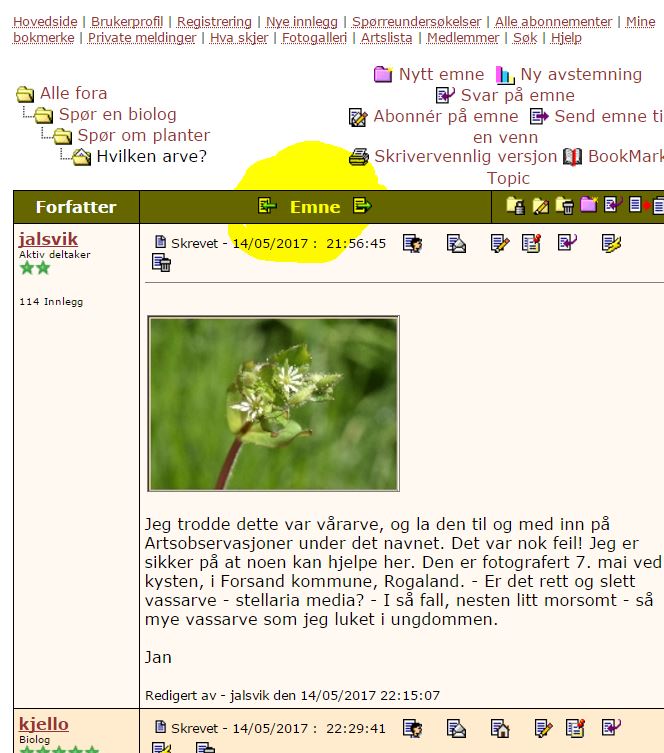 Hovedside | Brukerprofil | Registrering | Nye innlegg | Spørreundersøkelser | Alle abonnementer | Mine
bokmerke | Private meldinger | Hva skjer | Fotogalleri | Artslista | Medlemmer | Søk | Hjelp
Alle fora
Spør en biolog
Spør om planter
Hvilken arve?
Nytt emne Ny avstemning
Svar på emne
Abonnér på emne Send emne ti
en venn
Skrivervennlig versjon BookMark
Topic
Forfatter Emne
jalsvik
Aktiv deltaker
114 Innlegg
Skrevet - 14/05/2017 : 21:56:45
Jeg trodde dette var vårarve, og la den til og med inn på
Artsobservasjoner under det navnet. Det var nok feil! Jeg er
sikker på at noen kan hjelpe her. Den er fotografert 7. mai ved
kysten, i Forsand kommune, Rogaland. - Er det rett og slett
vassarve - stellaria media? - I så fall, nesten litt morsomt - så
mye vassarve som jeg luket i ungdommen.
Jan
Redigert av - jalsvik den 14/05/2017 22:15:07
kjello
Biolog
Skrevet - 14/05/2017 : 22:29:41